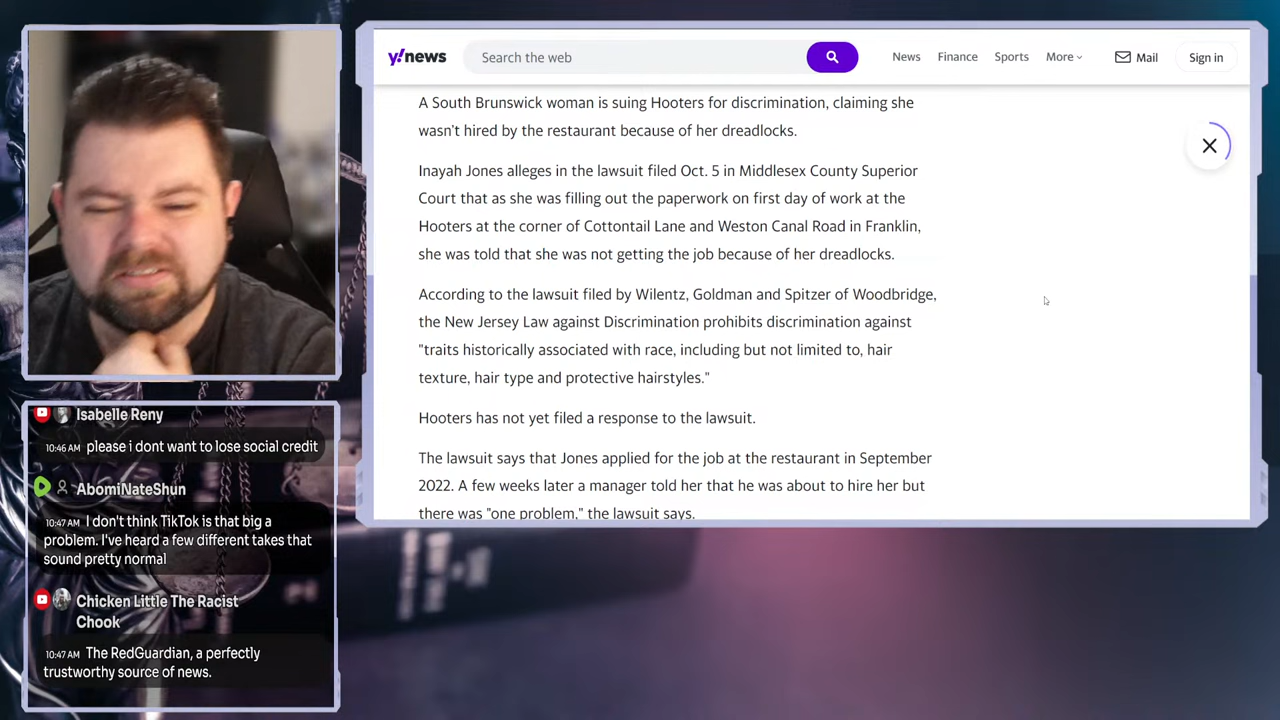 y!news
Search the web
News
Finance
Sports
More
Mail
Sign in
A South Brunswick woman is suing Hooters for discrimination, claiming she
wasn't hired by the restaurant because of her dreadlocks.
Inayah Jones alleges in the lawsuit filed Oct. 5 in Middlesex County Superior
Court that as she was filling out the paperwork on first day of work at the
Hooters at the corner of Cottontail Lane and Weston Canal Road in Franklin,
she was told that she was not getting the job because of her dreadlocks.
According to the lawsuit filed by Wilentz, Goldman and Spitzer of Woodbridge,
the New Jersey Law against Discrimination prohibits discrimination against
"traits historically associated with race, including but not limited to, hair
texture, hair type and protective hairstyles."
Hooters has not yet filed a response to the lawsuit.
The lawsuit says that Jones applied for the job at the restaurant in September
2022. A few weeks later a manager told her that he was about to hire her but
there was "one problem," the lawsuit says.
Isabelle Reny
10:46 AM please i dont want to lose social credit
AbomiNateShun
10:47 AM I don't think TikTok is that big a
problem. I've heard a few different takes that
sound pretty normal
Chicken Little The Racist
Chook
10:47 AM The RedGuardian, a perfectly
trustworthy source of news.